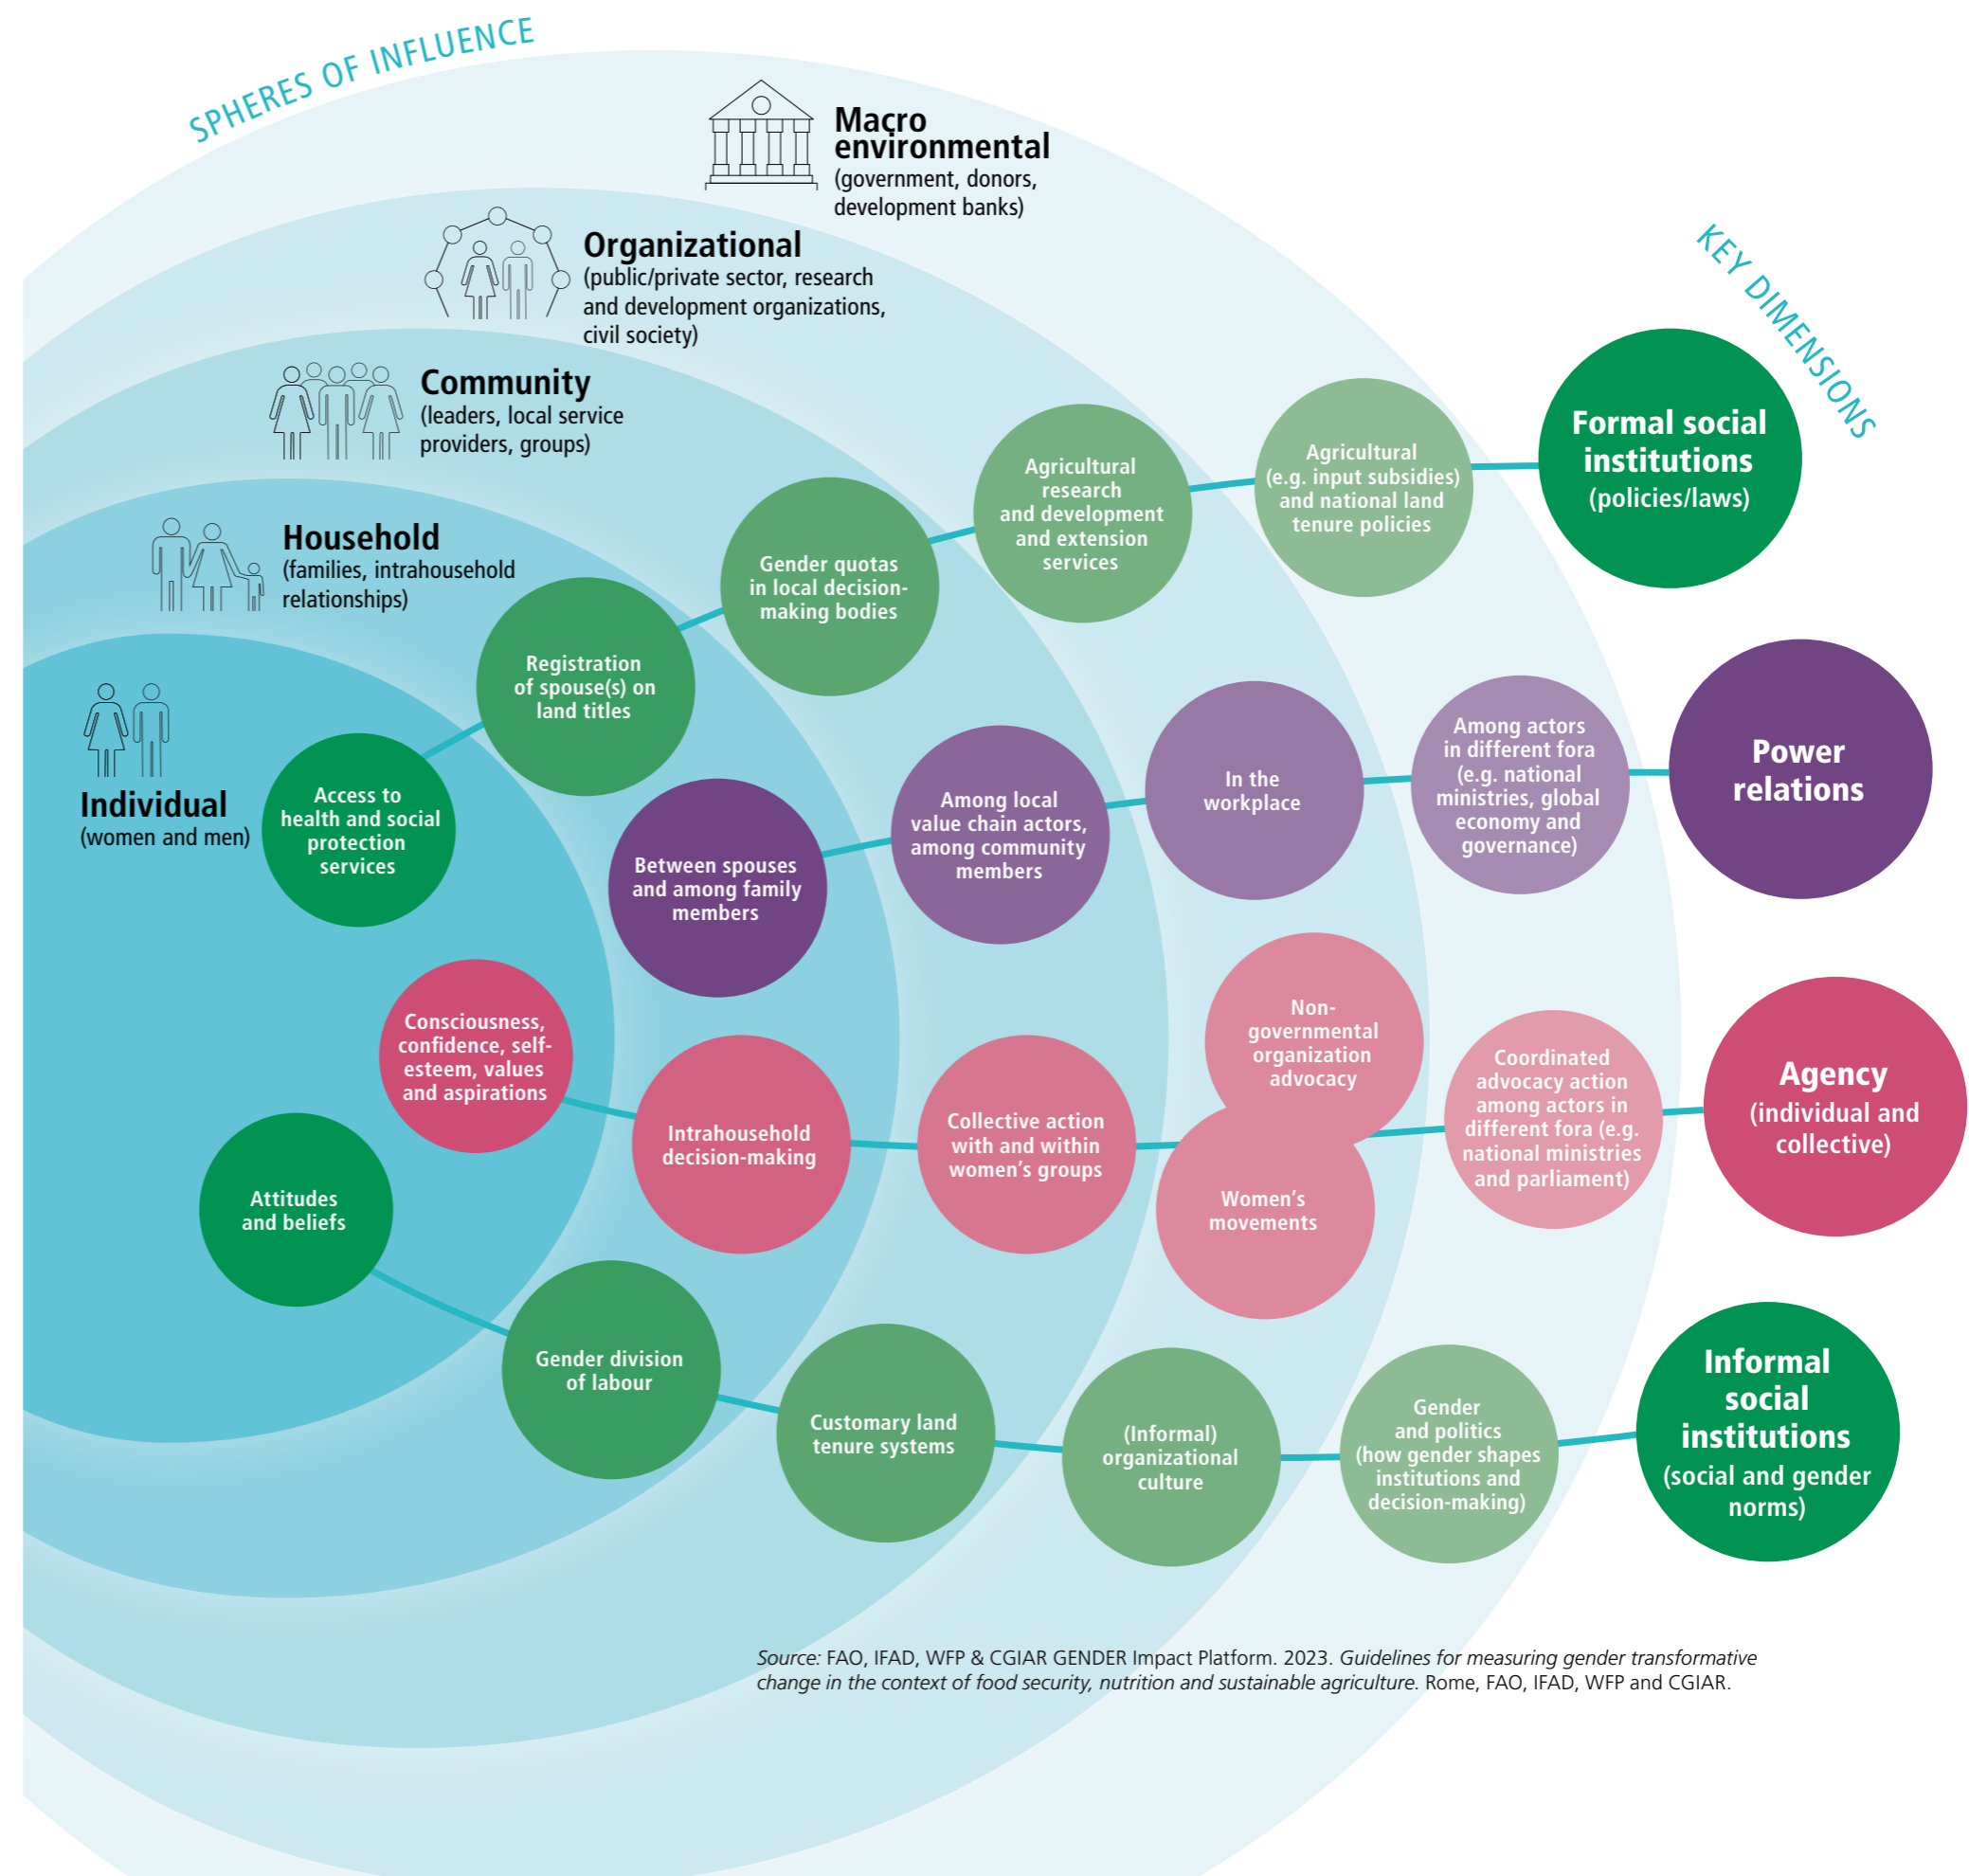 SPHERES OF INFLUENCE
Macro
environmental
(government, donors,
development banks)
Organizational
(public/private sector, research
and development organizations,
civil society)
Community
(leaders, local service
providers, groups)
Household
(families, intrahousehold
relationships)
Individual
(women and men)
KEY DIMENSIONS
Formal social
institutions
(policies/laws)
Agricultural
(e.g. input subsidies)
and national land
tenure policies
Agricultural
research
and development
and extension
services
Gender quotas
in local decision-
making bodies
Registration
of spouse(s) on
land titles
Access to
health and social
protection
services
Power
relations
Among actors
in different fora
(e.g. national
ministries, global
economy and
governance)
In the
workplace
Among local
value chain actors,
among community
members
Between spouses
and among family
members
Agency
(individual and
collective)
Coordinated
advocacy action
among actors in
different fora (e.g.
national ministries
and parliament)
Non-
governmental
organization
advocacy
Women's
movements
Collective action
with and within
women's groups
Intrahousehold
decision-making
Consciousness,
confidence, self-
esteem, values
and aspirations
Informal
social
institutions
(social and gender
norms)
Gender
and politics
(how gender shapes
institutions and
decision-making)
(Informal)
organizational
culture
Customary land
tenure systems
Gender division
of labour
Attitudes
and beliefs
Source: FAO, IFAD, WFP & CGIAR GENDER Impact Platform. 2023. Guidelines for measuring gender transformative
change in the context of food security, nutrition and sustainable agriculture. Rome, FAO, IFAD, WFP and CGIAR.